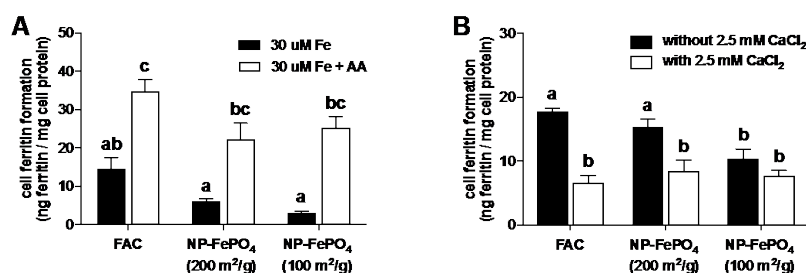 A
cell ferritin formation
(ng ferritin / mg cell protein)
50
40
30
20
10
0
30 uM Fe
30 uM Fe + AA
ab
c
a
bc
a
bc
FAC
NP-FePO₄
(200 m²/g)
NP-FePO₄
(100 m²/g)
B
cell ferritin formation
(ng ferritin / mg cell protein)
30
20
10
0
without 2.5 mM CaCl₂
with 2.5 mM CaCl₂
a
b
a
b
b
b
FAC
NP-FePO₄
(200 m²/g)
NP-FePO₄
(100 m²/g)